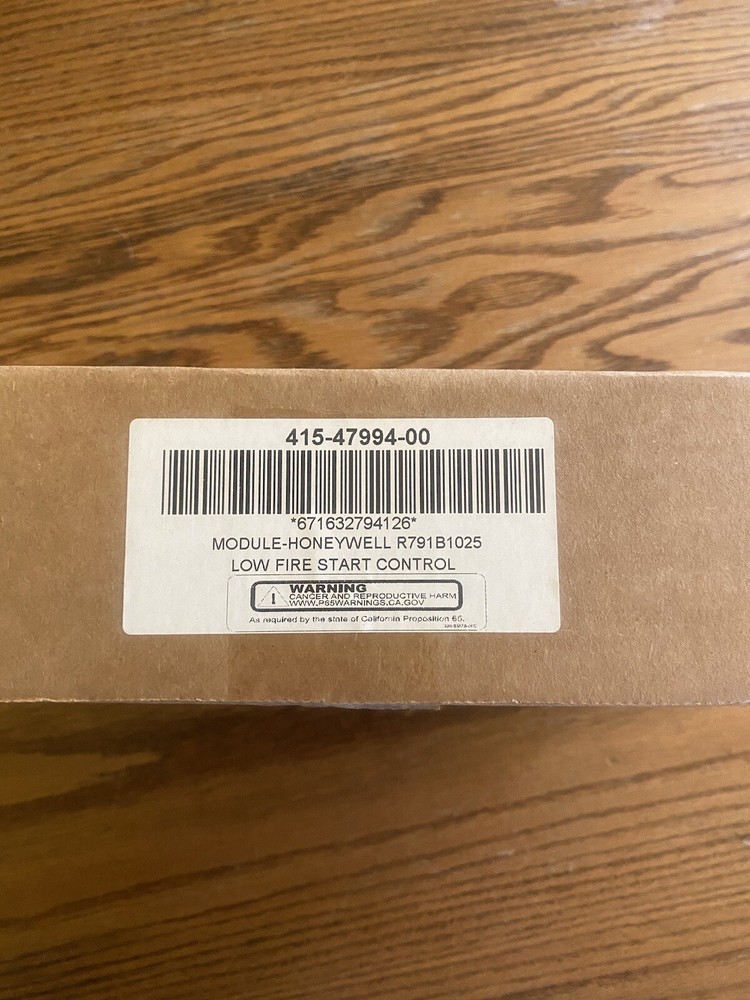 415-47994-00
*671632794126*
MODULE-HONEYWELL R791B1025
LOW FIRE START CONTROL
WARNING
CANCER AND REPRODUCTIVE HARM
WWW.P65WARNINGS.CA.GOV
As required by the state of California Proposition 65.